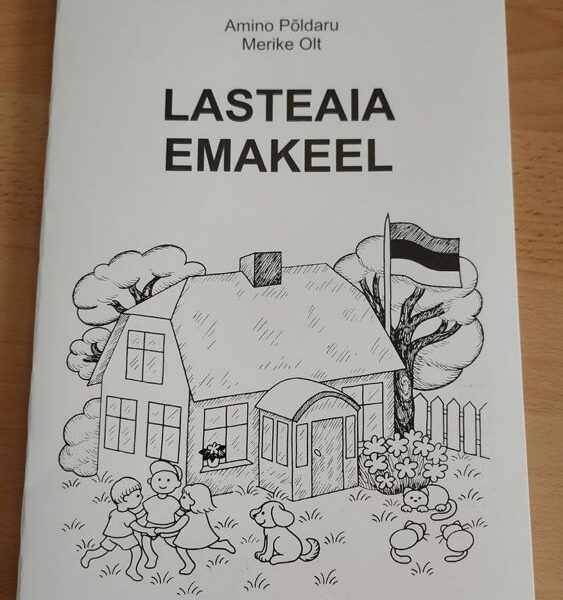 Amino Põldaru
Merike Olt
LASTEAIA
EMAKEEL